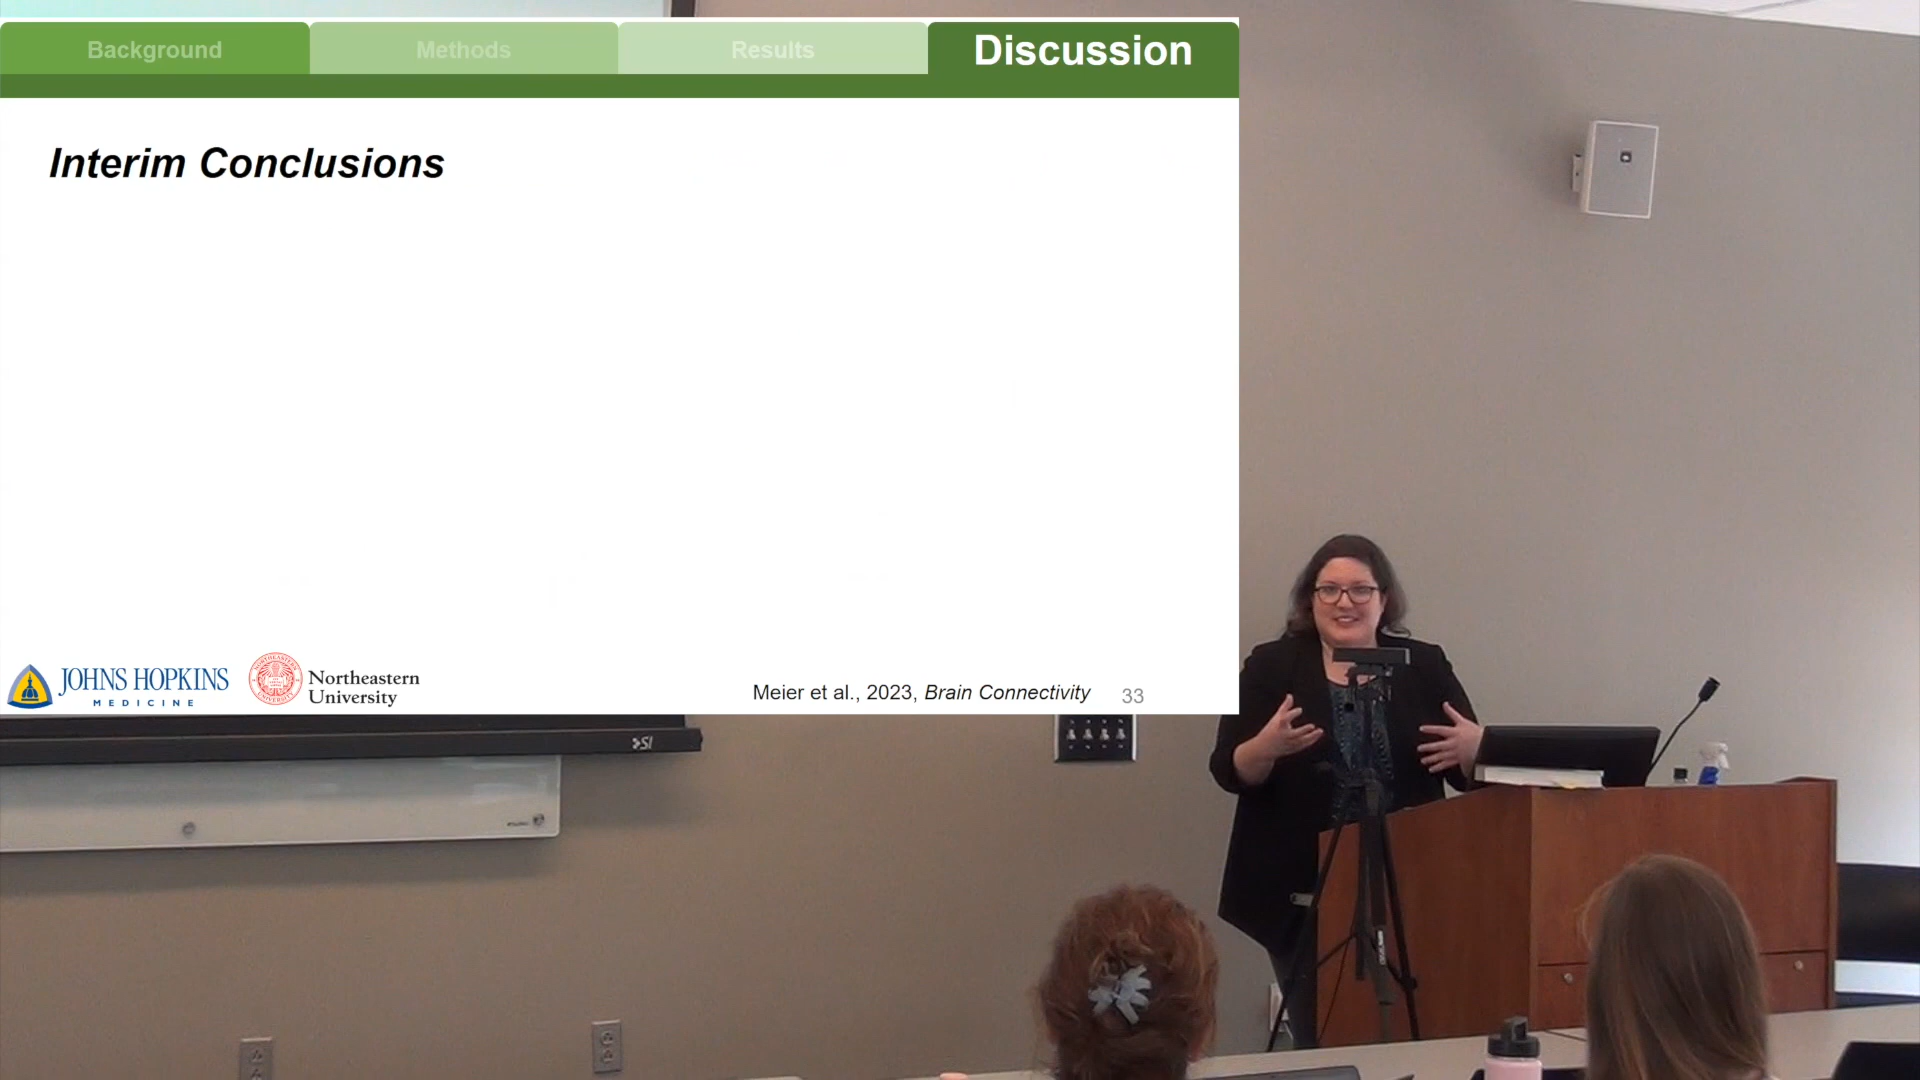 Background
Methods
Results
Discussion
Interim Conclusions
JOHNS HOPKINS
MEDICINE
Northeastern
University
Meier et al., 2023, Brain Connectivity
33